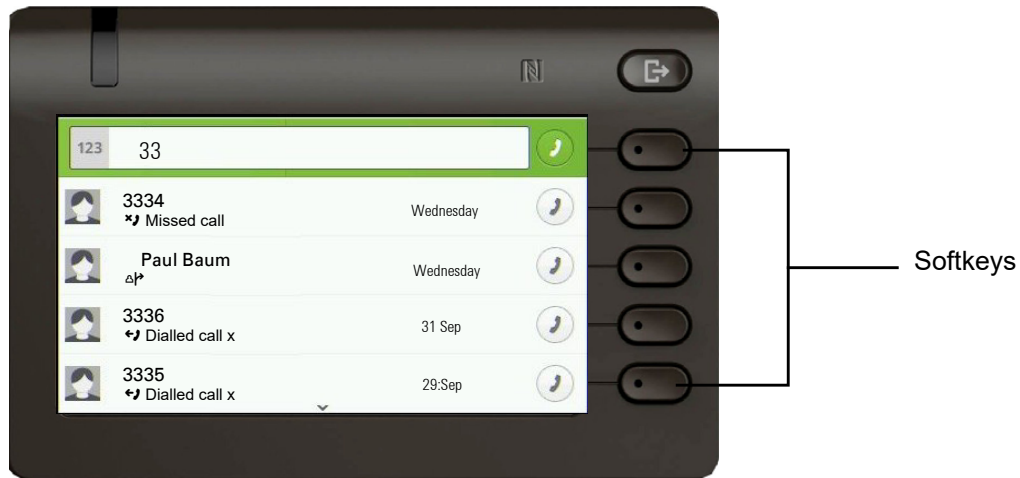 123 33
3334
Missed call
Wednesday
Paul Baum
Wednesday
3336
Dialled call x
31 Sep
3335
Dialled call x
29:Sep
Softkeys